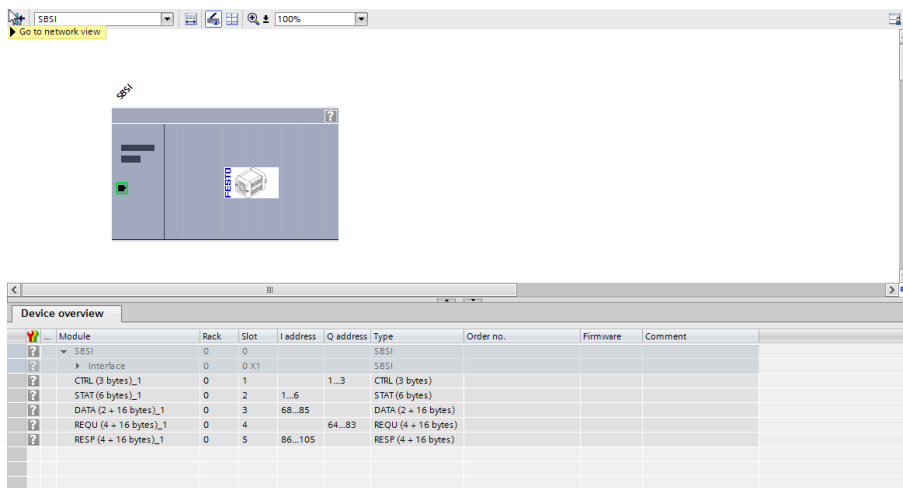 SBSI 100%
Go to network view
SBSI
?
FESTO
Device overview
... Module Rack Slot I address Q address Type Order no. Firmware Comment
? SBSI 0 0 SBSI
? Interface 0 0 X1 SBSI
? CTRL (3 bytes)_1 0 1 1...3 CTRL (3 bytes)
? STAT (6 bytes)_1 0 2 1...6 STAT (6 bytes)
? DATA (2 + 16 bytes)_1 0 3 68...85 DATA (2 + 16 bytes)
? REQU (4 + 16 bytes)_1 0 4 64...83 REQU (4 + 16 bytes)
? RESP (4 + 16 bytes)_1 0 5 86...105 RESP (4 + 16 bytes)